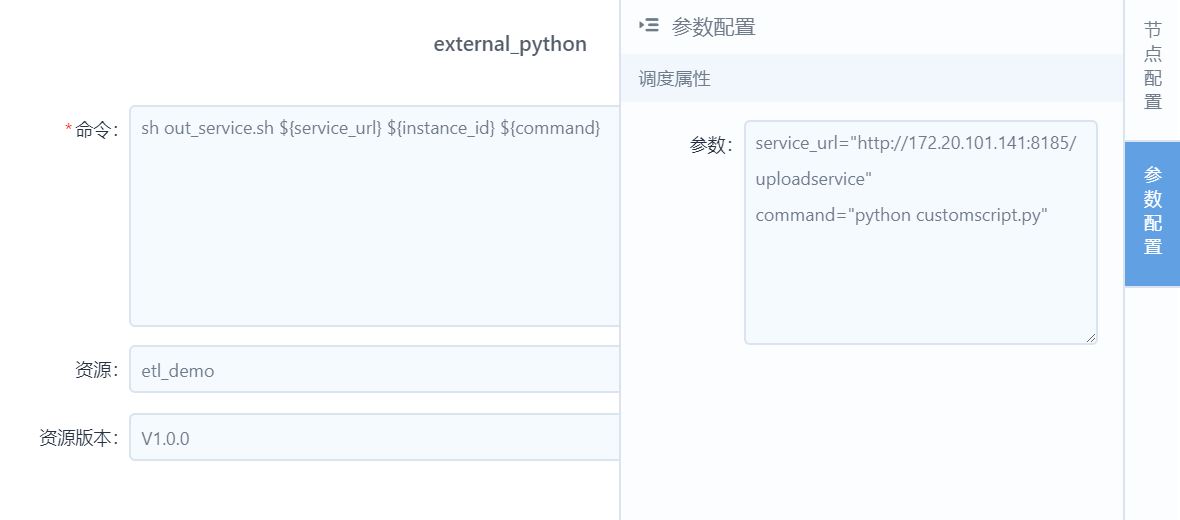 external_python
*命令：
sh out_service.sh ${service_url} ${instance_id} ${command}
资源：
etl_demo
资源版本：
V1.0.0
参数配置
调度属性
参数：
service_url="http://172.20.101.141:8185/
uploadservice"
command="python customscript.py"
节点配置
参数配置